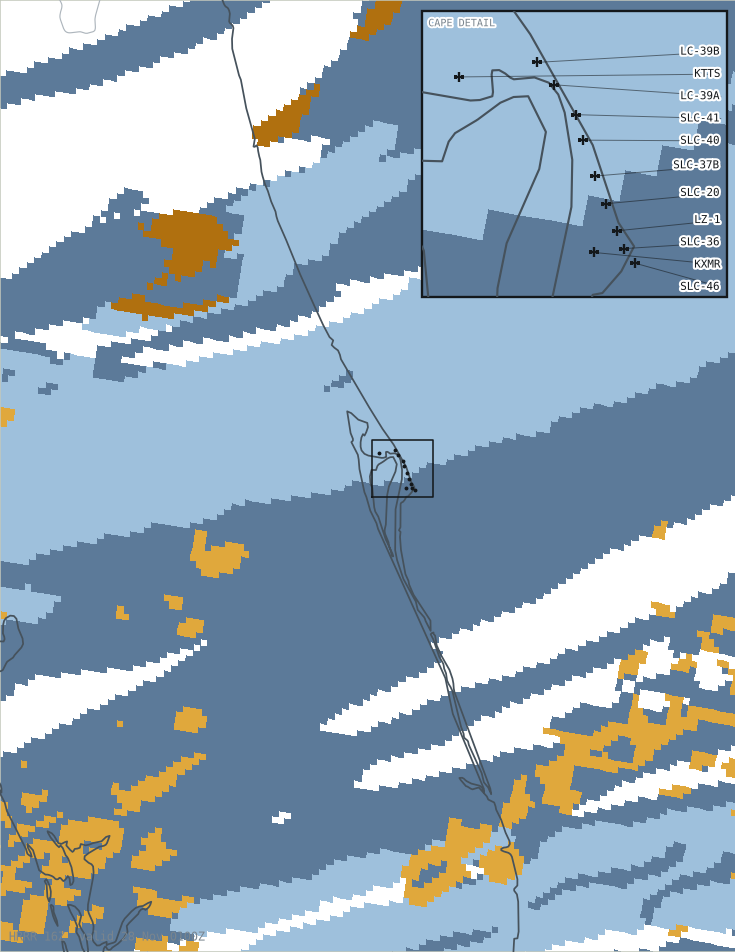 CAPE DETAIL
LC-39B
KTTS
LC-39A
SLC-41
SLC-40
SLC-37B
SLC-20
LZ-1
SLC-36
KXMR
SLC-46